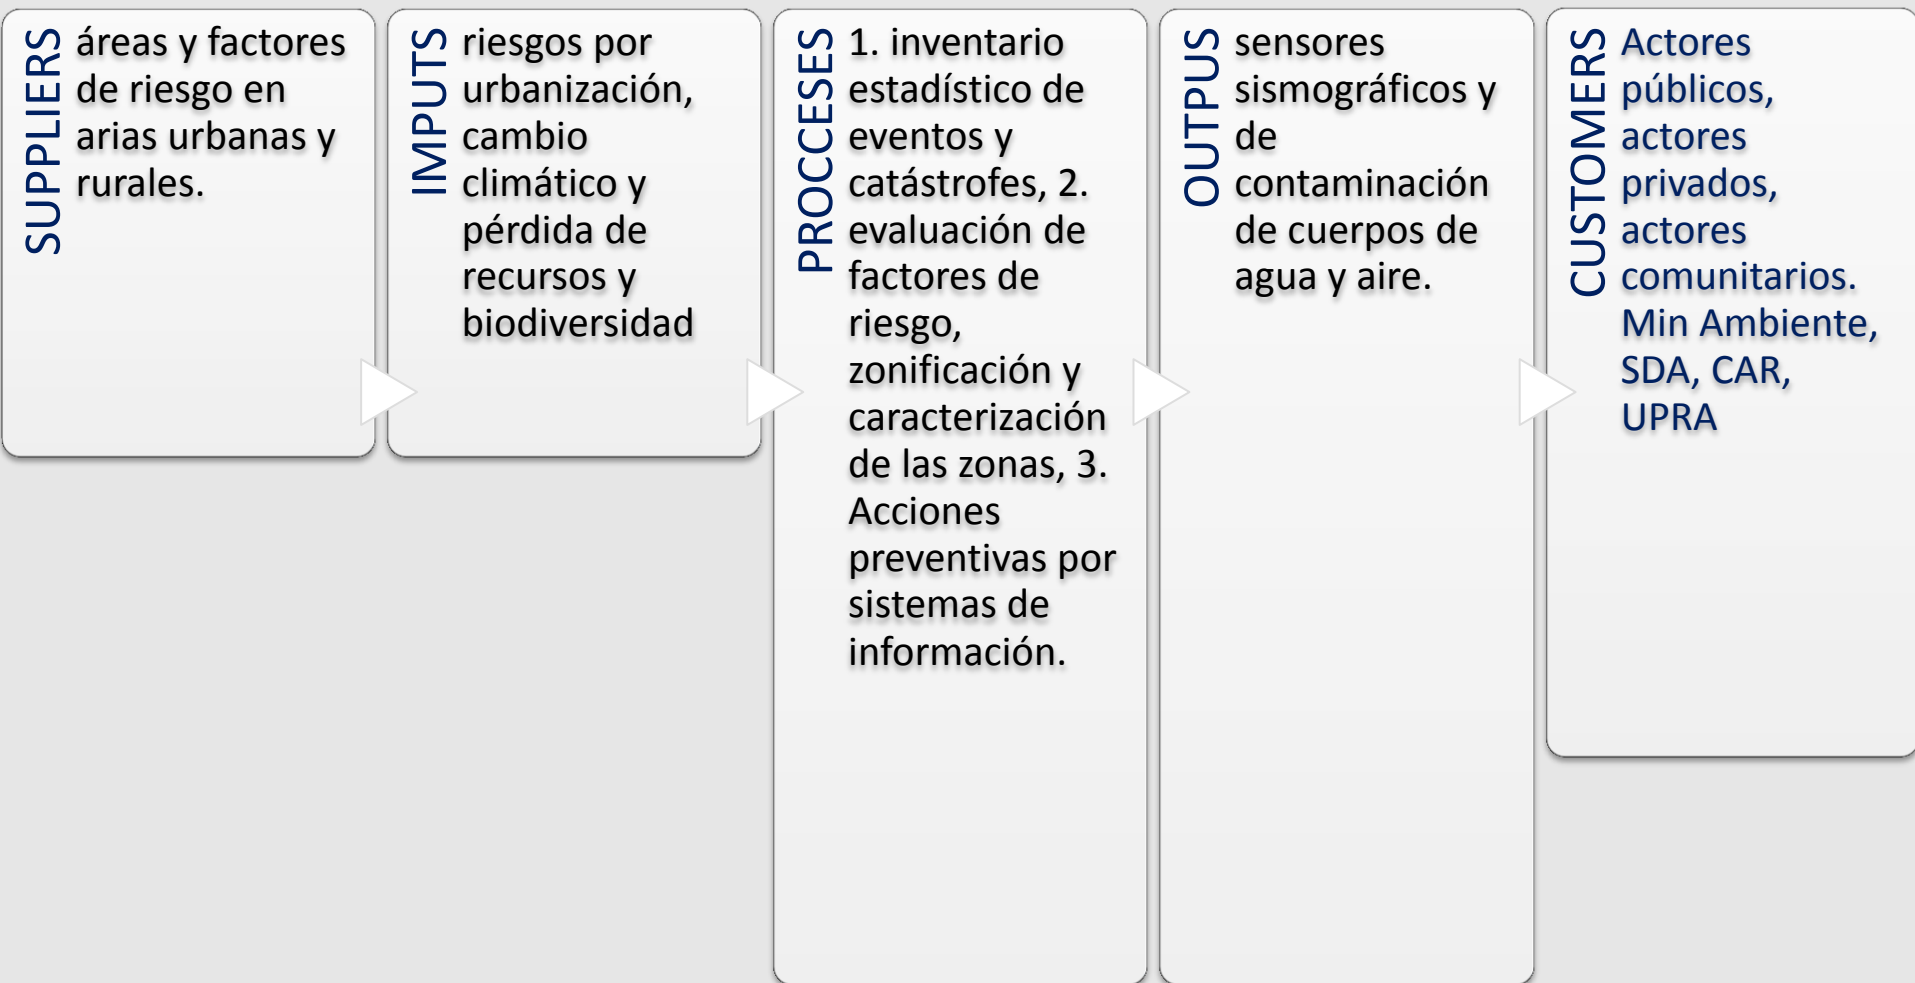 SUPPLIERS
áreas y factores
de riesgo en
arias urbanas y
rurales.
IMPUTS
riesgos por
urbanización,
cambio
climático y
pérdida de
recursos y
biodiversidad
PROCCESES
1. inventario
estadístico de
eventos y
catástrofes, 2.
evaluación de
factores de
riesgo,
zonificación y
caracterización
de las zonas, 3.
Acciones
preventivas por
sistemas de
información.
OUTPUS
sensores
sismográficos y
de
contaminación
de cuerpos de
agua y aire.
CUSTOMERS
Actores
públicos,
actores
privados,
actores
comunitarios.
Min Ambiente,
SDA, CAR,
UPRA